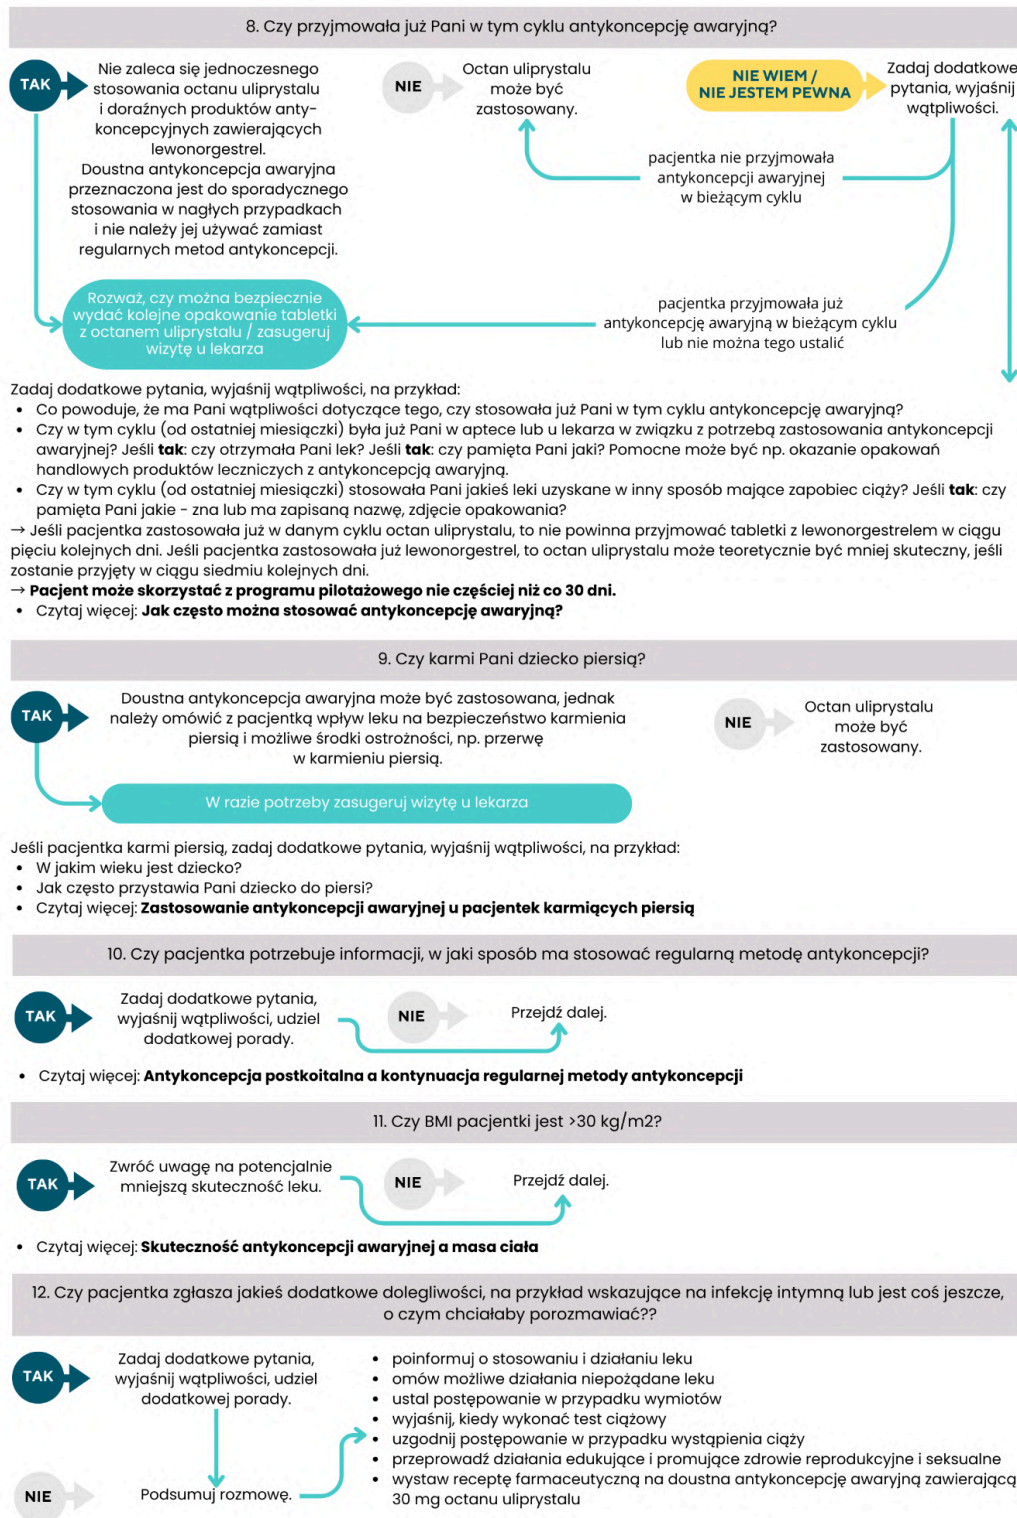 8. Czy przyjmowała już Pani w tym cyklu antykoncepcję awaryjną?
TAK
Nie zaleca się jednoczesnego
stosowania octanu uliprystalu
i doraźnych produktów anty-
koncepcyjnych zawierających
lewonorgestrel.
Doustna antykoncepcja awaryjna
przeznaczona jest do sporadycznego
stosowania w nagłych przypadkach
i nie należy jej używać zamiast
regularnych metod antykoncepcji.
NIE
Octan uliprystalu
może być
zastosowany.
NIE WIEM /
NIE JESTEM PEWNA
Zadaj dodatkowe
pytania, wyjaśnij
wątpliwości.
pacjentka nie przyjmowała
antykoncepcji awaryjnej
w bieżącym cyklu
Rozważ, czy można bezpiecznie
wydać kolejne opakowanie tabletki
z octanem uliprystalu / zasugeruj
wizytę u lekarza
pacjentka przyjmowała już
antykoncepcję awaryjną w bieżącym cyklu
lub nie można tego ustalić
Zadaj dodatkowe pytania, wyjaśnij wątpliwości, na przykład:
• Co powoduje, że ma Pani wątpliwości dotyczące tego, czy stosowała już Pani w tym cyklu antykoncepcję awaryjną?
• Czy w tym cyklu (od ostatniej miesiączki) była już Pani w aptece lub u lekarza w związku z potrzebą zastosowania antykoncepcji
awaryjnej? Jeśli tak: czy otrzymała Pani lek? Jeśli tak: czy pamięta Pani jaki? Pomocne może być np. okazanie opakowań
handlowych produktów leczniczych z antykoncepcją awaryjną.
• Czy w tym cyklu (od ostatniej miesiączki) stosowała Pani jakieś leki uzyskane w inny sposób mające zapobiec ciąży? Jeśli tak: czy
pamięta Pani jakie - zna lub ma zapisaną nazwę, zdjęcie opakowania?
→ Jeśli pacjentka zastosowała już w danym cyklu octan uliprystalu, to nie powinna przyjmować tabletki z lewonorgestrelem w ciągu
pięciu kolejnych dni. Jeśli pacjentka zastosowała już lewonorgestrel, to octan uliprystalu może teoretycznie być mniej skuteczny, jeśli
zostanie przyjęty w ciągu siedmiu kolejnych dni.
→ Pacjent może skorzystać z programu pilotażowego nie częściej niż co 30 dni.
• Czytaj więcej: Jak często można stosować antykoncepcję awaryjną?
9. Czy karmi Pani dziecko piersią?
TAK
Doustna antykoncepcja awaryjna może być zastosowana, jednak
należy omówić z pacjentką wpływ leku na bezpieczeństwo karmienia
piersią i możliwe środki ostrożności, np. przerwę
w karmieniu piersią.
NIE
Octan uliprystalu
może być
zastosowany.
W razie potrzeby zasugeruj wizytę u lekarza
Jeśli pacjentka karmi piersią, zadaj dodatkowe pytania, wyjaśnij wątpliwości, na przykład:
• W jakim wieku jest dziecko?
• Jak często przystawia Pani dziecko do piersi?
• Czytaj więcej: Zastosowanie antykoncepcji awaryjnej u pacjentek karmiących piersią
10. Czy pacjentka potrzebuje informacji, w jaki sposób ma stosować regularną metodę antykoncepcji?
TAK
Zadaj dodatkowe pytania,
wyjaśnij wątpliwości, udziel
dodatkowej porady.
NIE
Przejdź dalej.
• Czytaj więcej: Antykoncepcja postkoitalna a kontynuacja regularnej metody antykoncepcji
11. Czy BMI pacjentki jest >30 kg/m2?
TAK
Zwróć uwagę na potencjalnie
mniejszą skuteczność leku.
NIE
Przejdź dalej.
• Czytaj więcej: Skuteczność antykoncepcji awaryjnej a masa ciała
12. Czy pacjentka zgłasza jakieś dodatkowe dolegliwości, na przykład wskazujące na infekcję intymną lub jest coś jeszcze,
o czym chciałaby porozmawiać??
TAK
Zadaj dodatkowe pytania,
wyjaśnij wątpliwości, udziel
dodatkowej porady.
NIE
Podsumuj rozmowę.
• poinformuj o stosowaniu i działaniu leku
• omów możliwe działania niepożądane leku
• ustal postępowanie w przypadku wymiotów
• wyjaśnij, kiedy wykonać test ciążowy
• uzgodnij postępowanie w przypadku wystąpienia ciąży
• przeprowadź działania edukujące i promujące zdrowie reprodukcyjne i seksualne
• wystaw receptę farmaceutyczną na doustna antykoncepcję awaryjną zawierającą
30 mg octanu uliprystalu